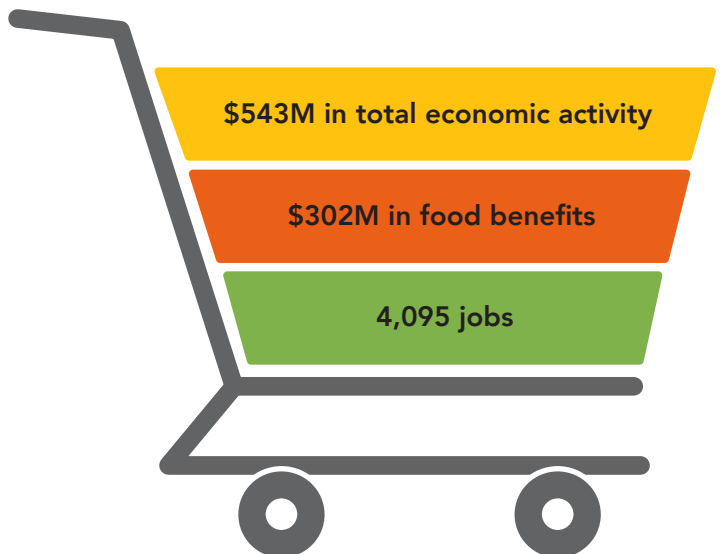 $543M in total economic activity
$302M in food benefits
4,095 jobs